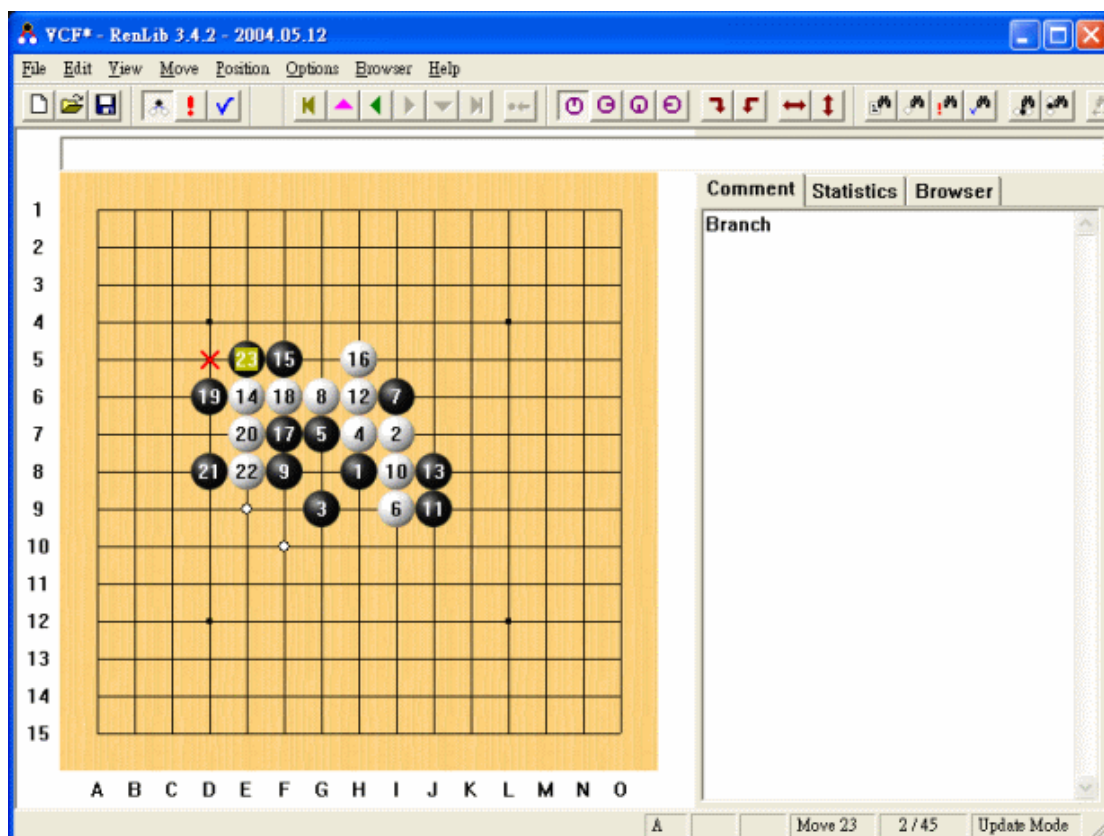 VCF* - RenLib 3.4.2 - 2004.05.12
File Edit View Move Position Options Browser Help
Comment Statistics Browser
Branch
1
2
3
4
5 23 15 16
6 19 14 18 8 12 7
7 20 17 5 4 2
8 21 22 9 1 10 13
9 3 6 11
10
11
12
13
14
15
A B C D E F G H I J K L M N O
A Move 23 2 / 45 Update Mode